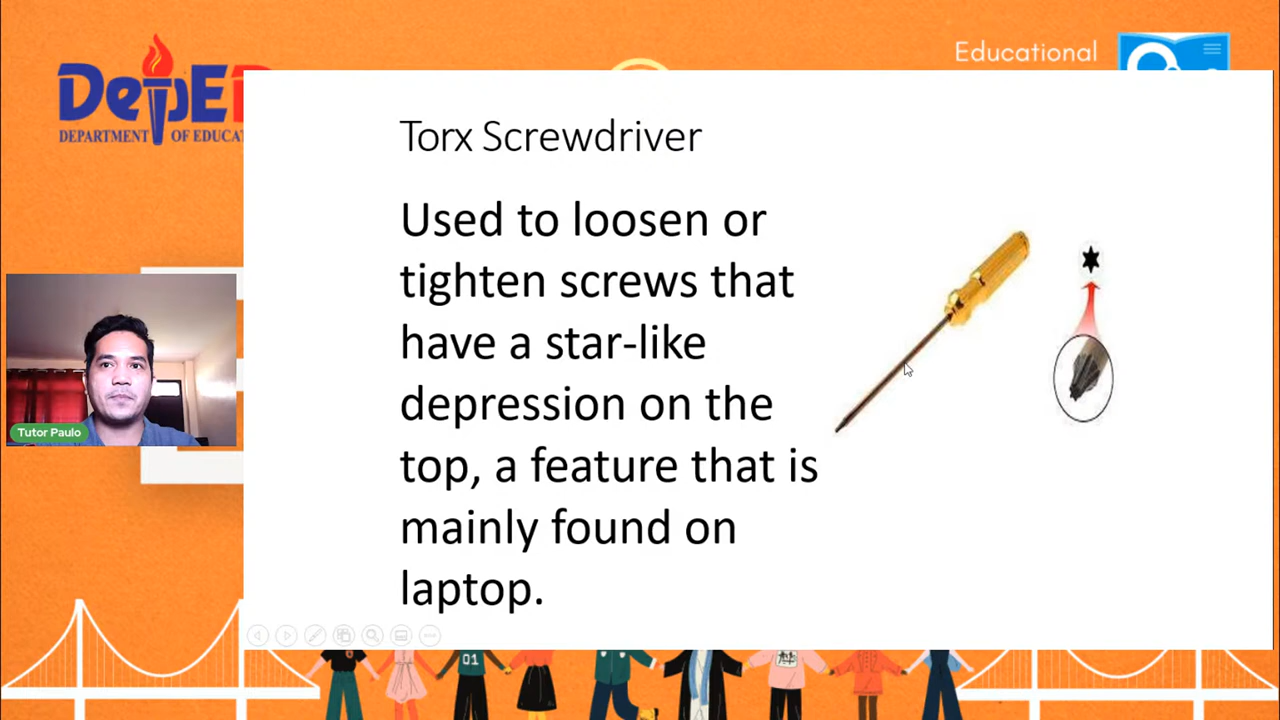 DepE
DEPARTMENT OF EDUCAT
Educational
Torx Screwdriver
Used to loosen or
tighten screws that
have a star-like
depression on the
top, a feature that is
mainly found on
laptop.
Tutor Paulo
01